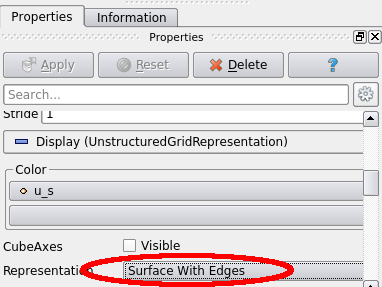 Properties Information
Properties
Apply Reset Delete ?
Search...
Stride 1
Display (UnstructuredGridRepresentation)
Color
u_s
CubeAxes Visible
Representation Surface With Edges